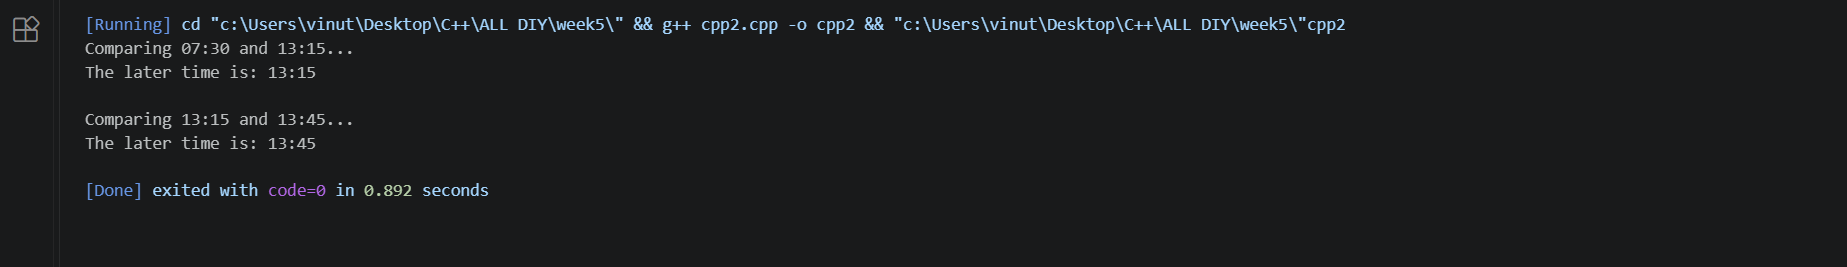 [Running] cd "c:\Users\vinut\Desktop\C++\ALL DIY\week5\" && g++ cpp2.cpp -o cpp2 && "c:\Users\vinut\Desktop\C++\ALL DIY\week5\"cpp2
Comparing 07:30 and 13:15...
The later time is: 13:15
Comparing 13:15 and 13:45...
The later time is: 13:45
[Done] exited with code=0 in 0.892 seconds